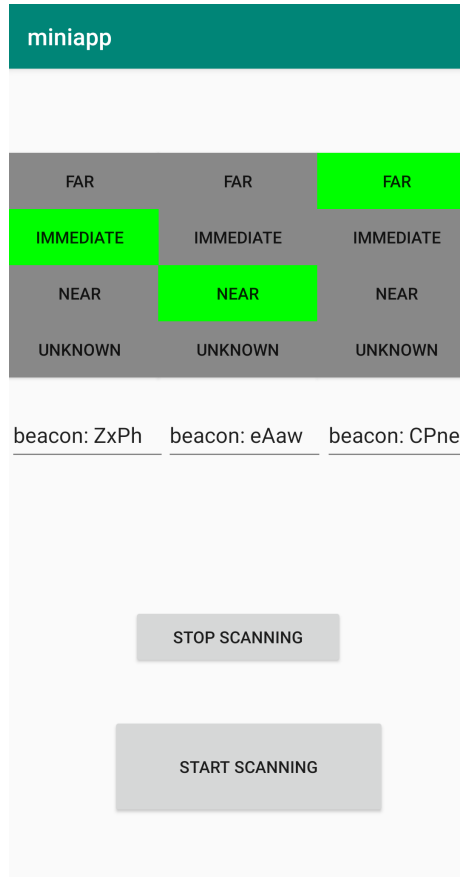 miniapp
FAR FAR FAR
IMMEDIATE IMMEDIATE IMMEDIATE
NEAR NEAR NEAR
UNKNOWN UNKNOWN UNKNOWN
beacon: ZxPh beacon: eAaw beacon: CPne
STOP SCANNING
START SCANNING